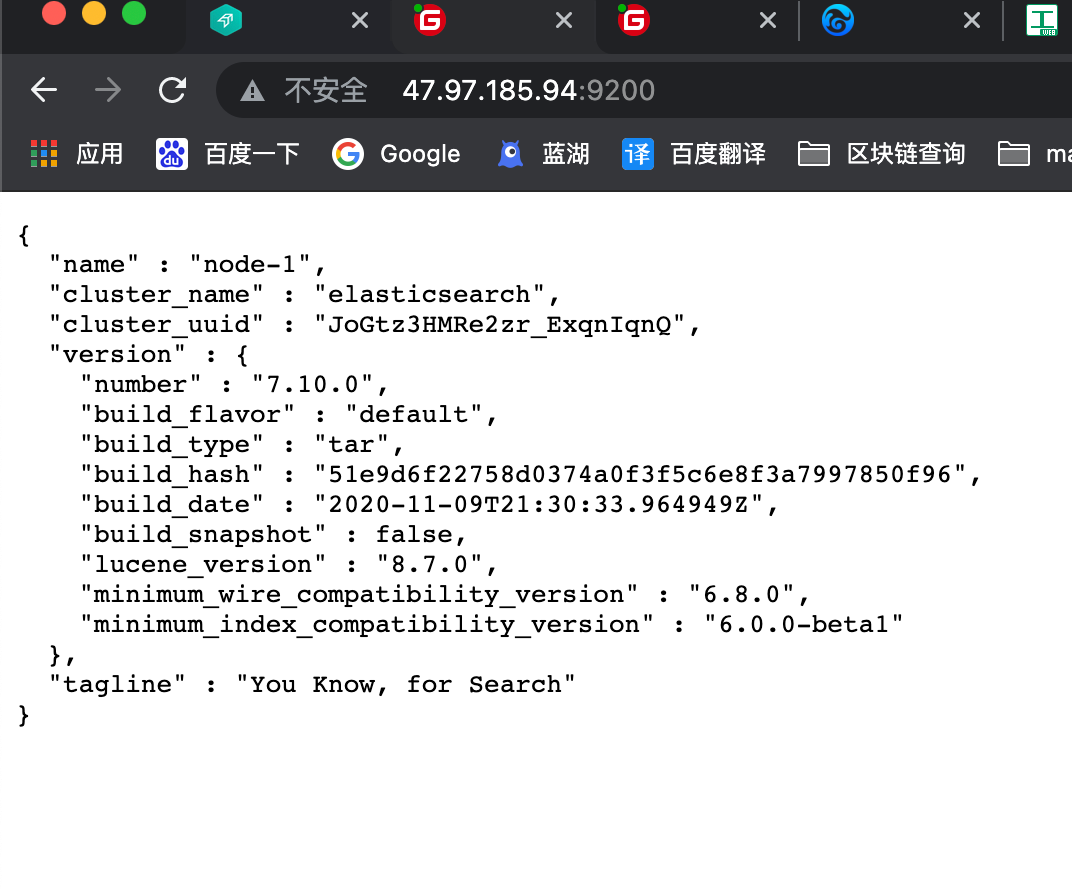 不安全 47.97.185.94:9200
应用 百度一下 Google 蓝湖 译 百度翻译 区块链查询 ma
{
  "name" : "node-1",
  "cluster_name" : "elasticsearch",
  "cluster_uuid" : "JoGtz3HMRe2zr_ExqnIqnQ",
  "version" : {
    "number" : "7.10.0",
    "build_flavor" : "default",
    "build_type" : "tar",
    "build_hash" : "51e9d6f22758d0374a0f3f5c6e8f3a7997850f96",
    "build_date" : "2020-11-09T21:30:33.964949Z",
    "build_snapshot" : false,
    "lucene_version" : "8.7.0",
    "minimum_wire_compatibility_version" : "6.8.0",
    "minimum_index_compatibility_version" : "6.0.0-beta1"
  },
  "tagline" : "You Know, for Search"
}